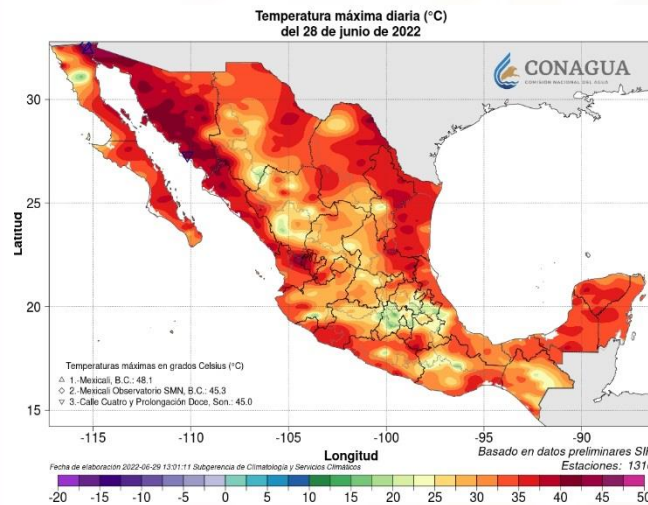 Temperatura máxima diaria (°C)
del 28 de junio de 2022
CONAGUA
COMISIÓN NACIONAL DEL AGUA
Latitud
30
25
20
15
Temperaturas máximas en grados Celsius (°C)
△ 1.-Mexicali, B.C.: 48.1
◇ 2.-Mexicali Observatorio SMN, B.C.: 45.3
▽ 3.-Calle Cuatro y Prolongación Doce, Son.: 45.0
-115 -110 -105 -100 -95 -90
Longitud
Basado en datos preliminares
Fecha de elaboración 2022-06-29 13:01:11 Subgerencia de Climatología y Servicios Climáticos
Estaciones:
-20 -15 -10 -5 0 5 10 15 20 25 30 35 40 45 50